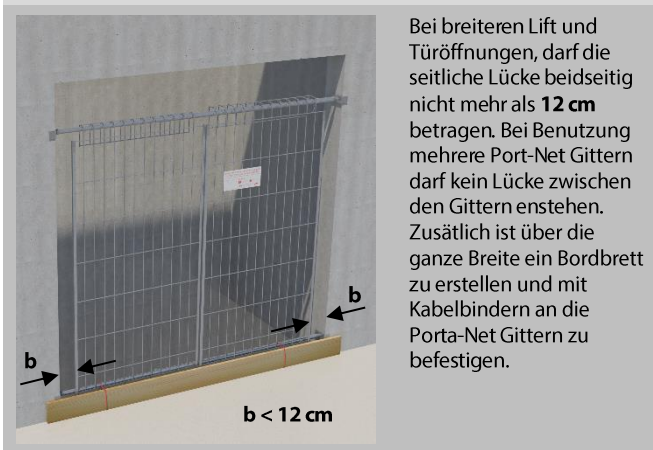 Bei breiteren Lift und
Türöffnungen, darf die
seitliche Lücke beidseitig
nicht mehr als 12 cm
betragen. Bei Benutzung
mehrere Port-Net Gittern
darf kein Lücke zwischen
den Gittern enstehen.
Zusätlich ist über die
ganze Breite ein Bordbrett
zu erstellen und mit
Kabelbindern an die
Porta-Net Gittern zu
befestigen.
b
b
b < 12 cm